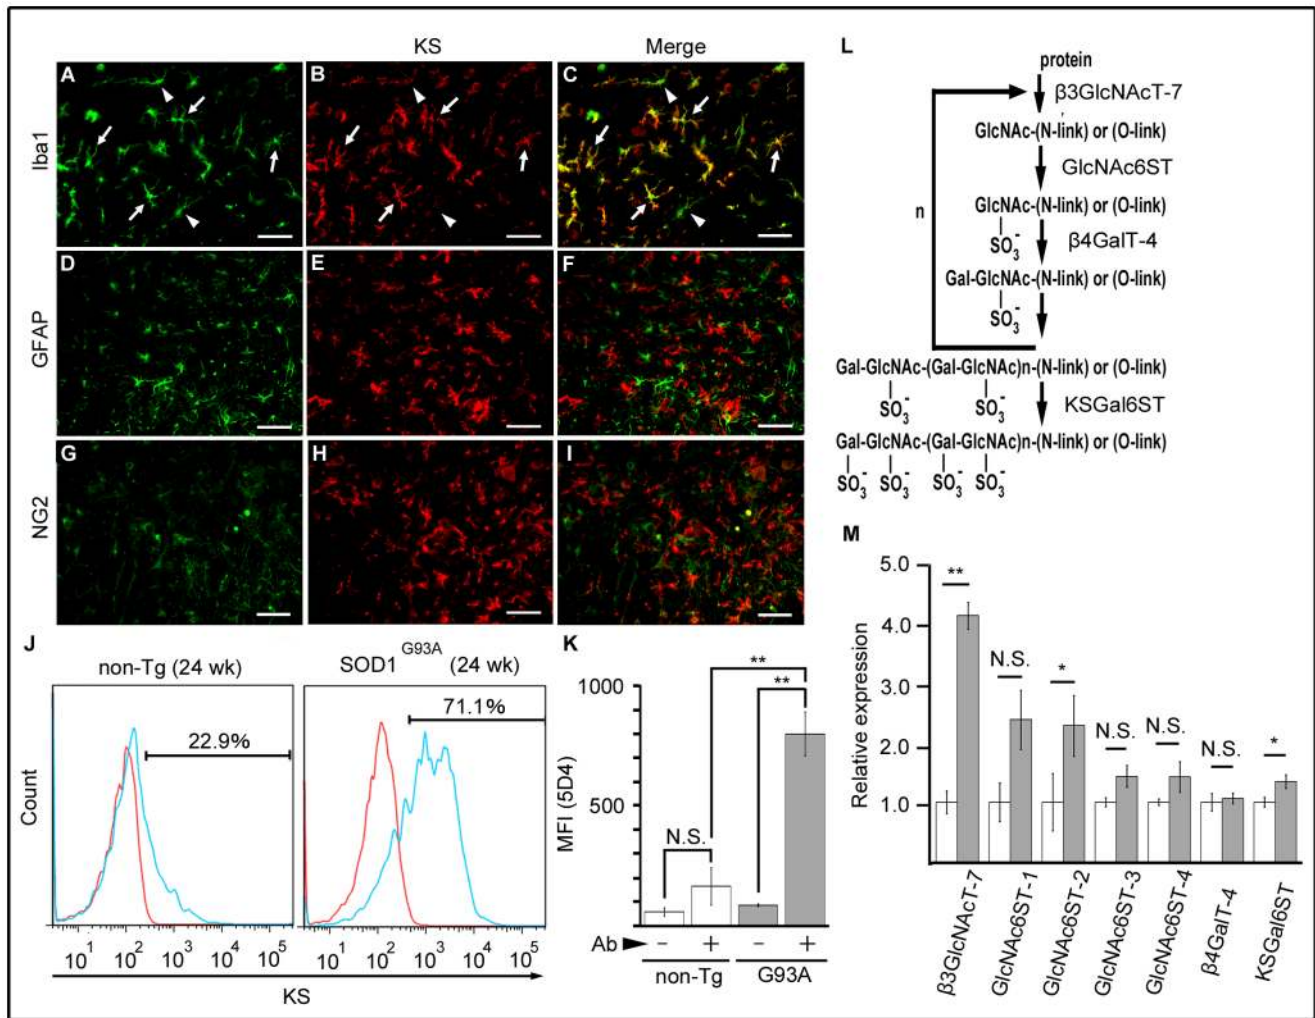 KS Merge
A B C
Iba1
D E F
GFAP
G H I
NG2
J
non-Tg (24 wk)
22.9%
SOD1 G93A (24 wk)
71.1%
Count
10¹ 10² 10³ 10⁴ 10⁵ 10¹ 10² 10³ 10⁴ 10⁵
KS
K
**
**
1000
N.S.
500
MFI (5D4)
Ab − + − +
non-Tg G93A
L
protein
β3GlcNAcT-7
GlcNAc-(N-link) or (O-link)
GlcNAc6ST
n
GlcNAc-(N-link) or (O-link)
SO₃⁻
β4GalT-4
Gal-GlcNAc-(N-link) or (O-link)
SO₃⁻
Gal-GlcNAc-(Gal-GlcNAc)n-(N-link) or (O-link)
SO₃⁻ SO₃⁻
KSGal6ST
Gal-GlcNAc-(Gal-GlcNAc)n-(N-link) or (O-link)
SO₃⁻ SO₃⁻ SO₃⁻ SO₃⁻
M
Relative expression
5.0
4.0
3.0
2.0
1.0
** N.S. * N.S. N.S. N.S. *
β3GlcNAcT-7
GlcNAc6ST-1
GlcNAc6ST-2
GlcNAc6ST-3
GlcNAc6ST-4
β4GalT-4
KSGal6ST